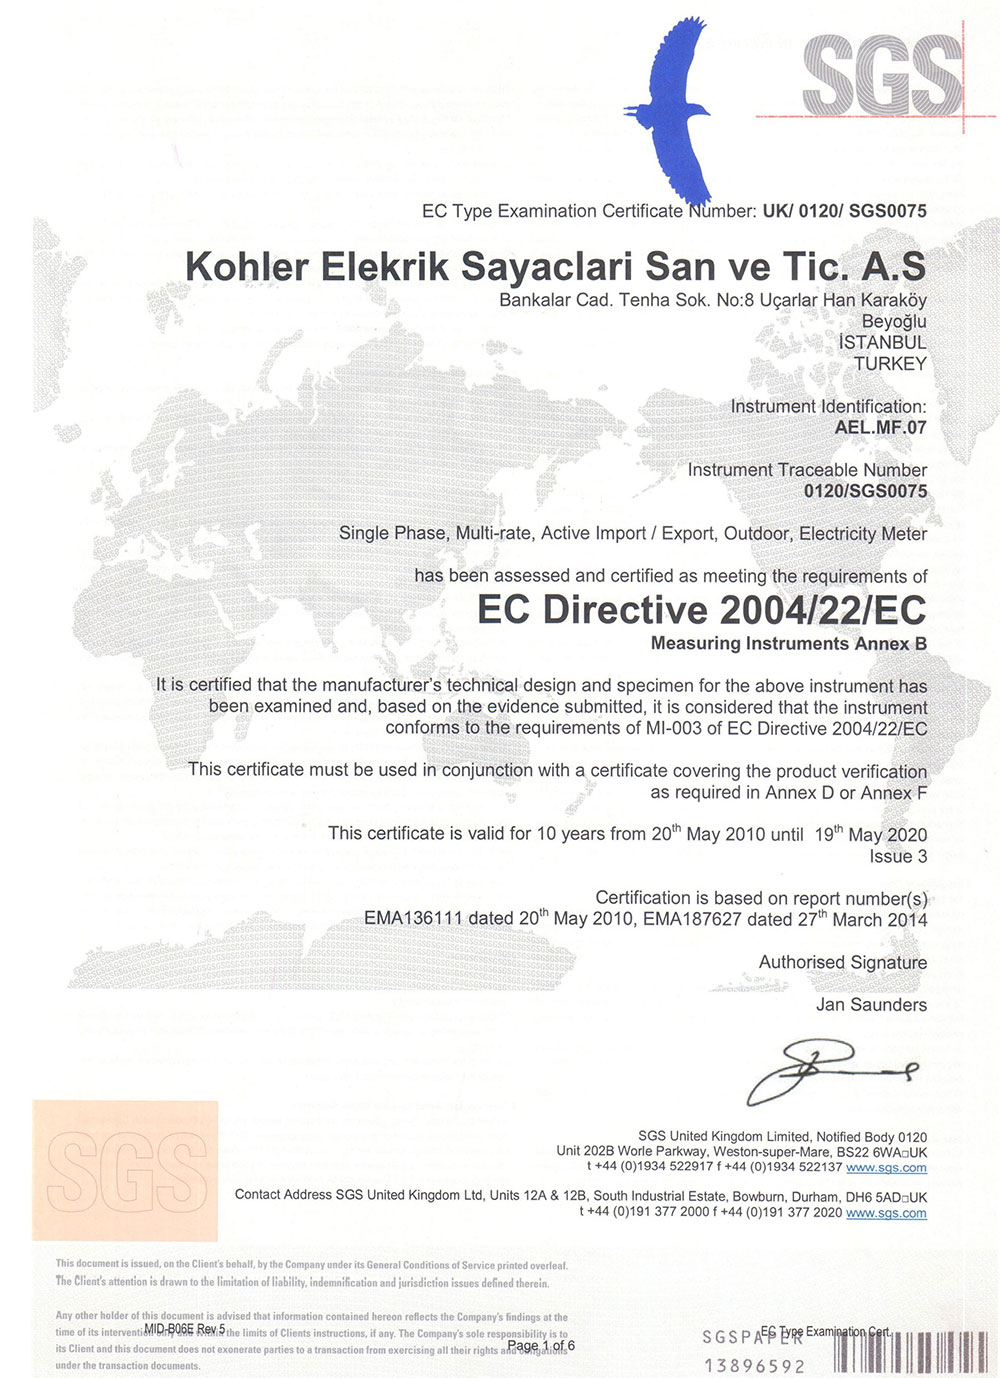 SGS
EC Type Examination Certificate Number: UK/ 0120/ SGS0075
Kohler Elekrik Sayaclari San ve Tic. A.S
Bankalar Cad. Tenha Sok. No:8 Uçarlar Han Karaköy
Beyoğlu
İSTANBUL
TURKEY
Instrument Identification:
AEL.MF.07
Instrument Traceable Number
0120/SGS0075
Single Phase, Multi-rate, Active Import / Export, Outdoor, Electricity Meter
has been assessed and certified as meeting the requirements of
EC Directive 2004/22/EC
Measuring Instruments Annex B
It is certified that the manufacturer's technical design and specimen for the above instrument has
been examined and, based on the evidence submitted, it is considered that the instrument
conforms to the requirements of MI-003 of EC Directive 2004/22/EC
This certificate must be used in conjunction with a certificate covering the product verification
as required in Annex D or Annex F
This certificate is valid for 10 years from 20th May 2010 until 19th May 2020
Issue 3
Certification is based on report number(s)
EMA136111 dated 20th May 2010, EMA187627 dated 27th March 2014
Authorised Signature
Jan Saunders
SGS United Kingdom Limited, Notified Body 0120
Unit 202B Worle Parkway, Weston-super-Mare, BS22 6WA□UK
t +44 (0)1934 522917 f +44 (0)1934 522137 www.sgs.com
Contact Address SGS United Kingdom Ltd, Units 12A & 12B, South Industrial Estate, Bowburn, Durham, DH6 5AD□UK
t +44 (0)191 377 2000 f +44 (0)191 377 2020 www.sgs.com
SGS
This document is issued, on the Client's behalf, by the Company under its General Conditions of Service printed overleaf.
The Client's attention is drawn to the limitation of liability, indemnification and jurisdiction issues defined therein.
Any other holder of this document is advised that information contained hereon reflects the Company's findings at the
time of its intervention only and within the limits of Clients instructions, if any. The Company's sole responsibility is to
its Client and this document does not exonerate parties to a transaction from exercising all their rights and obligations
under the transaction documents.
MID-B06E Rev.5
Page 1 of 6
EC Type Examination Cert.
SGSPAPER
13896592